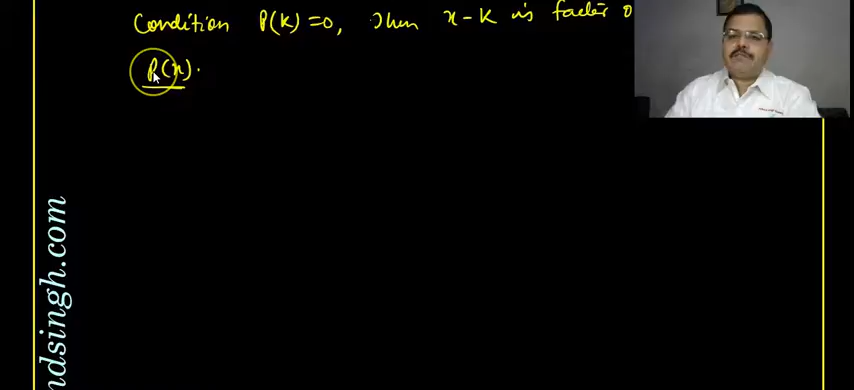 Condition P(K)=0, then x-K is factor o
P(x).
ndsingh.com